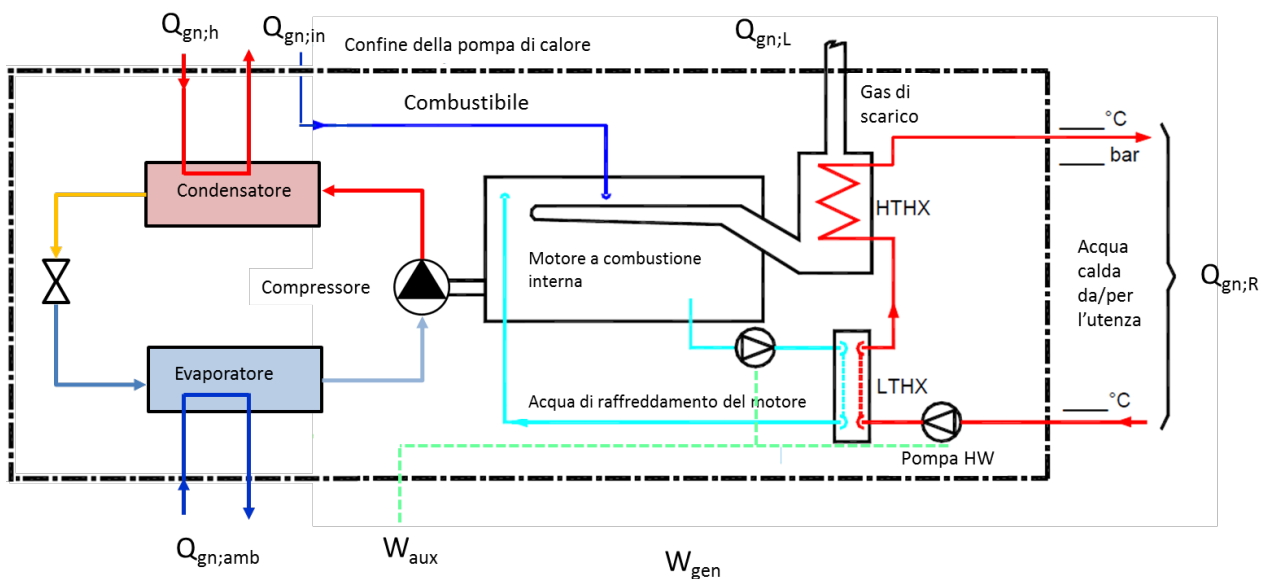 Qgn;h
Qgn;in
Qgn;L
Confine della pompa di calore
Combustibile
Gas di
scarico
°C
bar
Condensatore
HTHX
Motore a combustione
interna
Compressore
Acqua
calda
da/per
l'utenza
Qgn;R
Evaporatore
LTHX
Acqua di raffreddamento del motore
°C
Pompa HW
Qgn;amb
Waux
Wgen